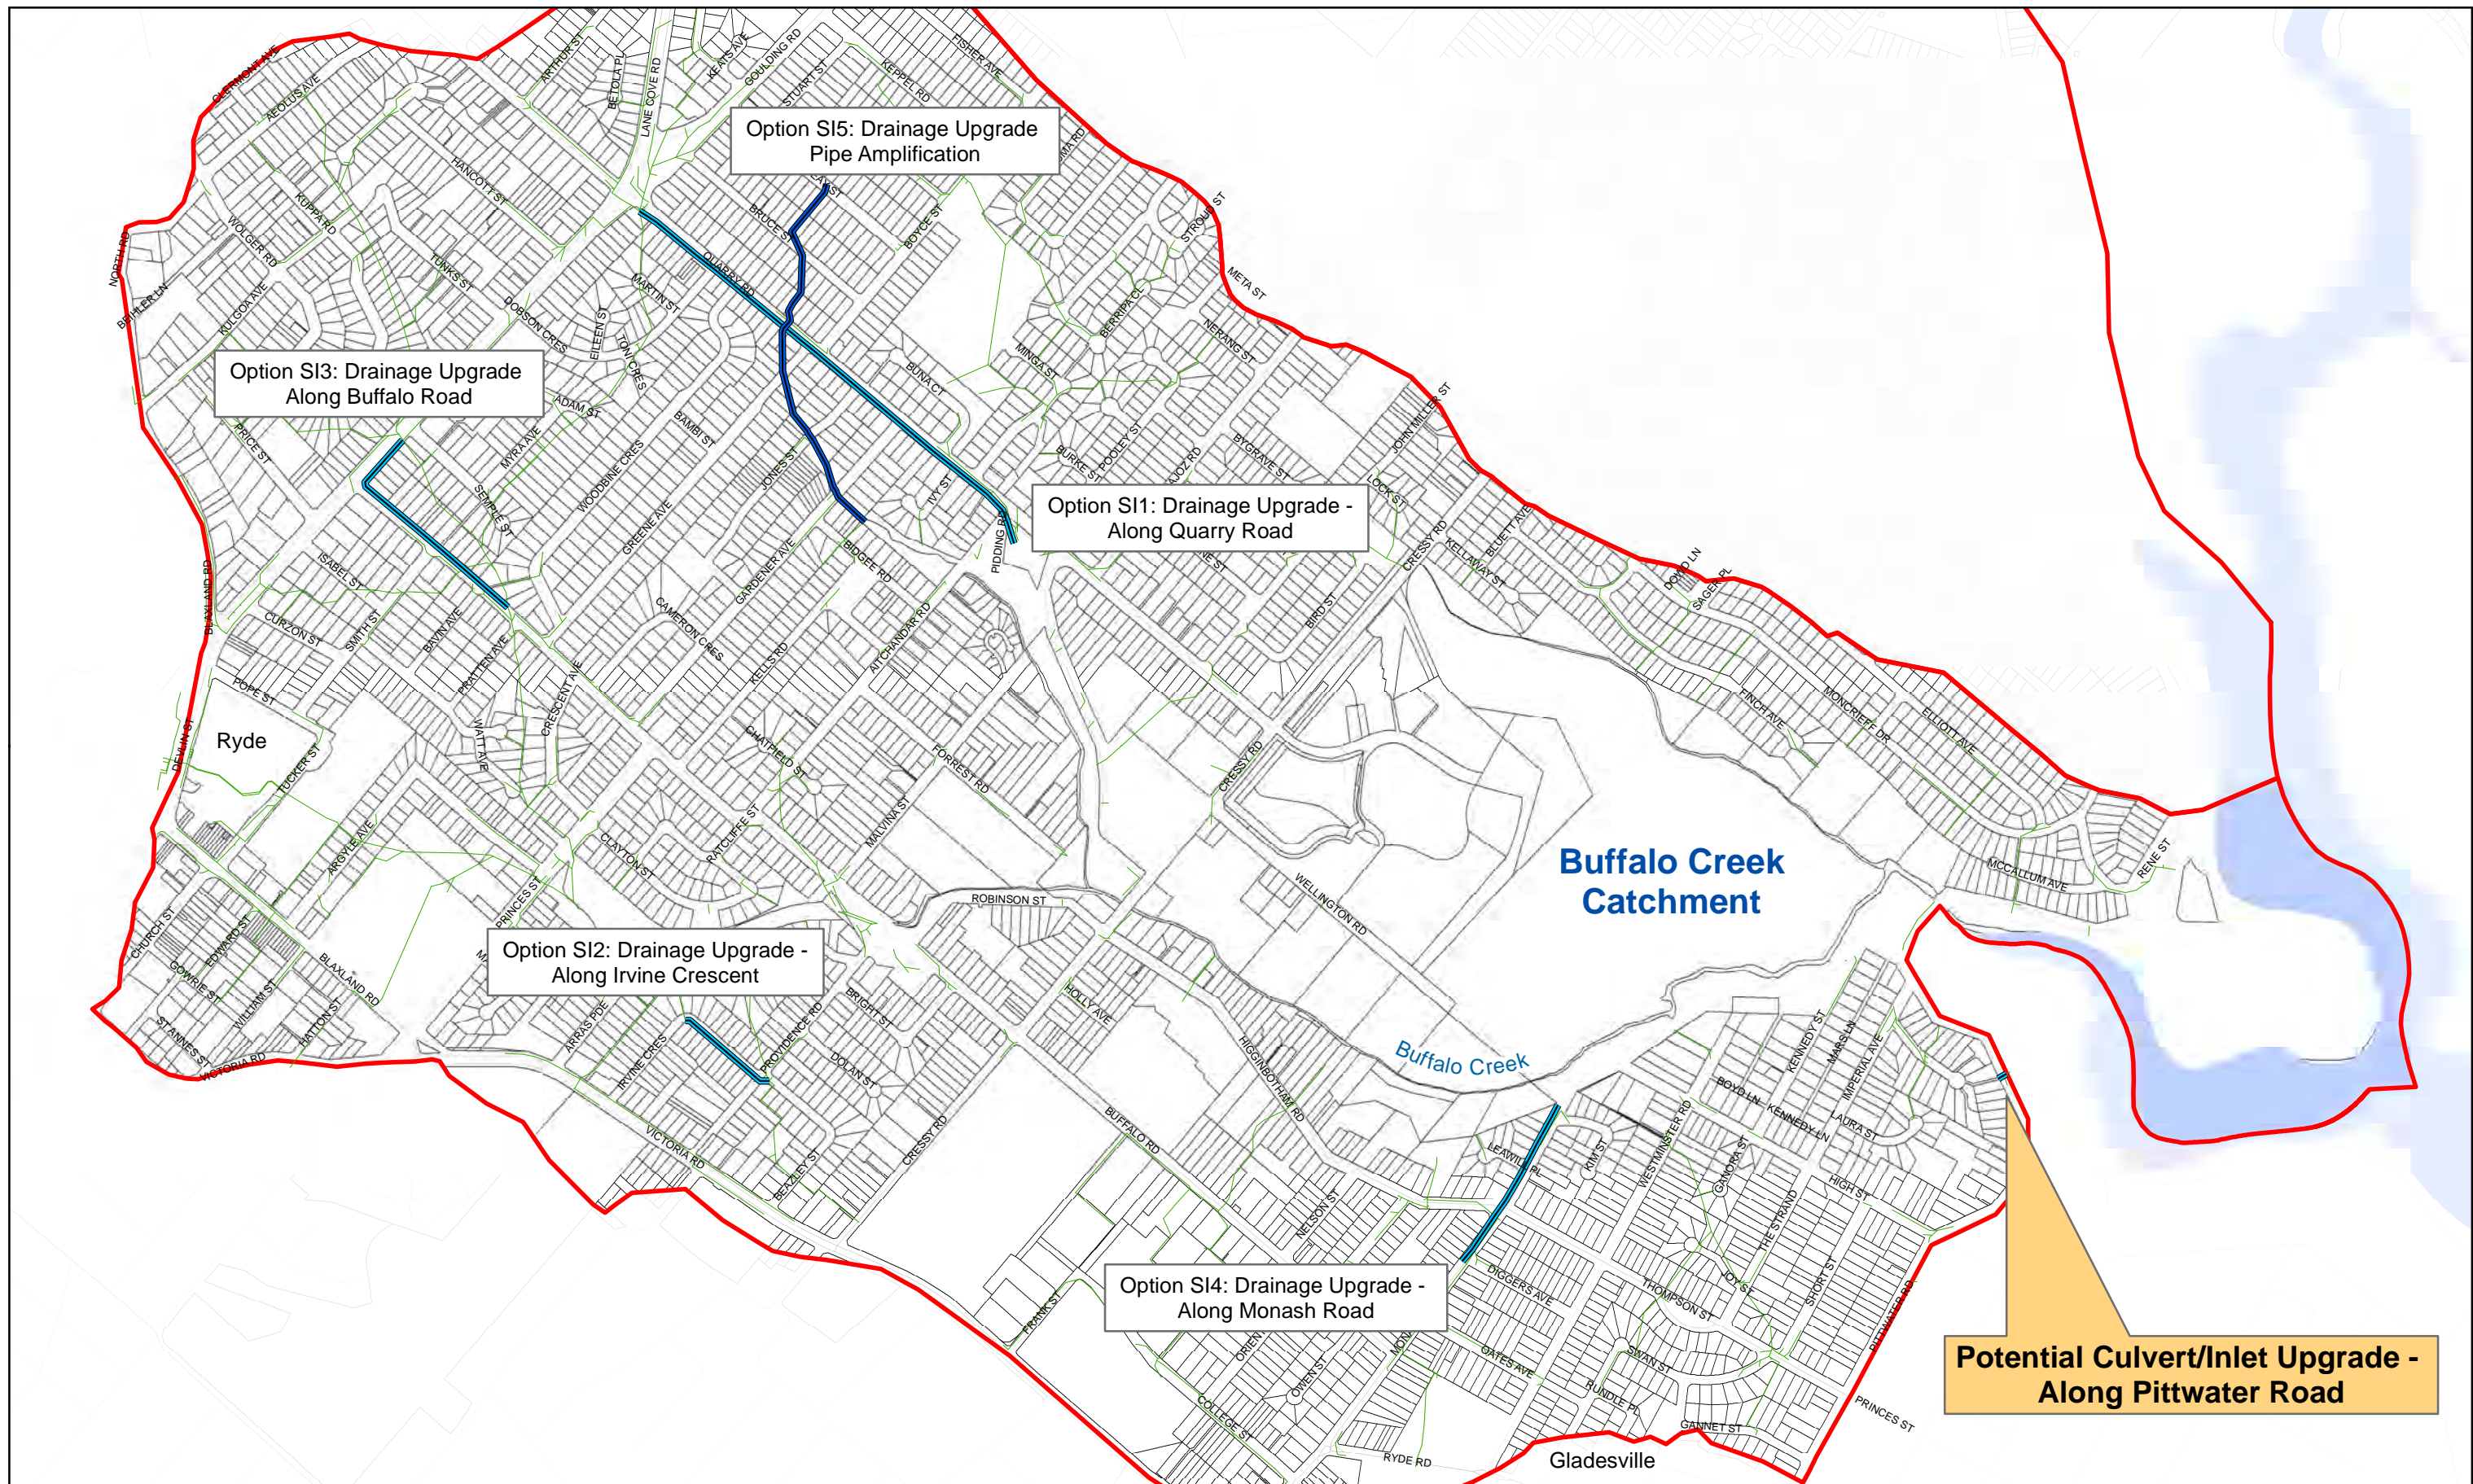 CLERMONT AVE
AEOLUS AVE
ARTHUR ST
BETOLA PL
LANE COVE RD
KEATS AVE
GOULDING RD
STUART ST
KEPPEL RD
FISHER AVE
Option SI5: Drainage Upgrade
Pipe Amplification
HANCOTT ST
KUPPA RD
WOLGER RD
NORTH RD
BEIHLER LN
KULGOA AVE
TUNKS ST
DOBSON CRES
EILEEN ST
MARTIN ST
TONI CRES
QUARRY RD
BRUCE ST
BOYCE ST
STROUD ST
META ST
BERRIPA CL
NERANG ST
MINGA ST
BUNA CT
Option SI3: Drainage Upgrade
Along Buffalo Road
ADAM ST
MYRA AVE
PRICE ST
SEMPLE ST
WOODBINE CRES
BAMBI ST
GREENE AVE
JONES ST
IVY ST
PIDDING RD
BURKE ST
POOLEY ST
BYGRAVE ST
JOHN MILLER ST
LOCK ST
Option SI1: Drainage Upgrade -
Along Quarry Road
CRESSY RD
KELLAWAY ST
BLUETT AVE
DOWD LN
SAGER PL
BIRD ST
ISABEL ST
BLAXLAND RD
CURZON ST
SMITH ST
BAVIN AVE
PRATTEN AVE
CRESCENT AVE
CAMERON CRES
GARDENER AVE
BIDGEE RD
KELLS RD
AITCHANDAR RD
POPE ST
Ryde
DEVLIN ST
TUCKER ST
WATT AVE
CHATFIELD ST
FORREST RD
CRESSY RD
FINCH AVE
MONCRIEFF DR
ELLIOTT AVE
ARGYLE AVE
CLAYTON ST
RATCLIFFE ST
MALVINA ST
Buffalo Creek
Catchment
MCCALLUM AVE
RENE ST
WELLINGTON RD
ROBINSON ST
PRINCES ST
CHURCH ST
EDWARD ST
GOWRIE ST
WILLIAM ST
ST ANNES ST
HATTON ST
BLAXLAND RD
VICTORIA RD
Option SI2: Drainage Upgrade -
Along Irvine Crescent
ARRAS PDE
IRVINE CRES
PROVIDENCE RD
BRIGHT ST
DOLAN ST
HOLLY AVE
HIGGINBOTHAM RD
Buffalo Creek
KENNEDY ST
MARS LN
IMPERIAL AVE
BOYD LN
KENNEDY LN
LAURA ST
VICTORIA RD
BEAZLEY ST
CRESSY RD
BUFFALO RD
LEAWILL PL
KIM ST
WESTMINSTER RD
GANORA ST
HIGH ST
THE STRAND
NELSON ST
Option SI4: Drainage Upgrade -
Along Monash Road
DIGGERS AVE
THOMPSON ST
JOY ST
SHORT ST
PITTWATER RD
FRANK ST
OWEN ST
OATES AVE
SWAN ST
RUNDLE PL
COLLEGE ST
GANNET ST
PRINCES ST
RYDE RD
Gladesville
Potential Culvert/Inlet Upgrade -
Along Pittwater Road